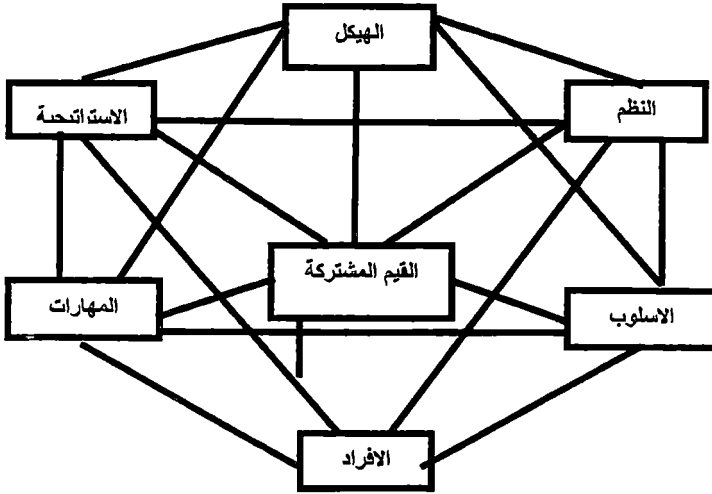 الهيكل
النظم
الاستراتيجية
القيم المشتركة
المهارات
الاسلوب
الافراد